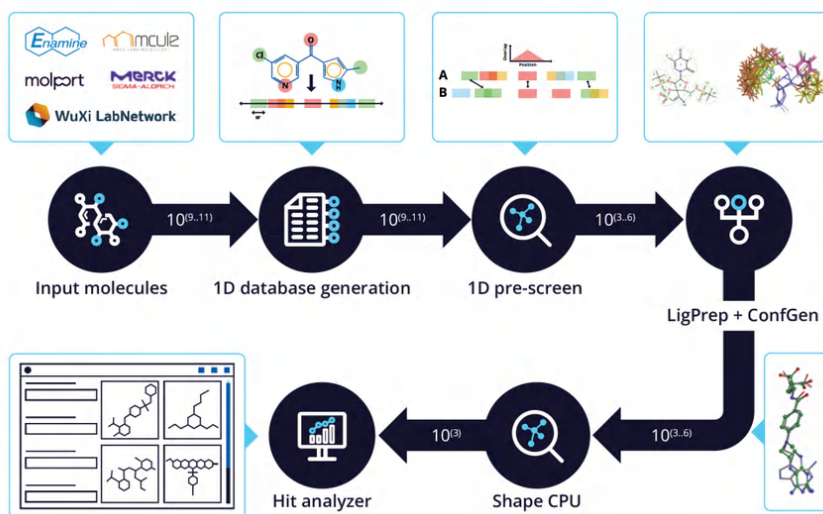 Enamine
mcule
molport
MERCK
SIGMA-ALDRICH
WuXi LabNetwork
Cl
O
N
NH
Overlap
Position
A
B
10(9..11)
10(9..11)
10(3..6)
Input molecules
1D database generation
1D pre-screen
LigPrep + ConfGen
10(3)
10(3..6)
Hit analyzer
Shape CPU